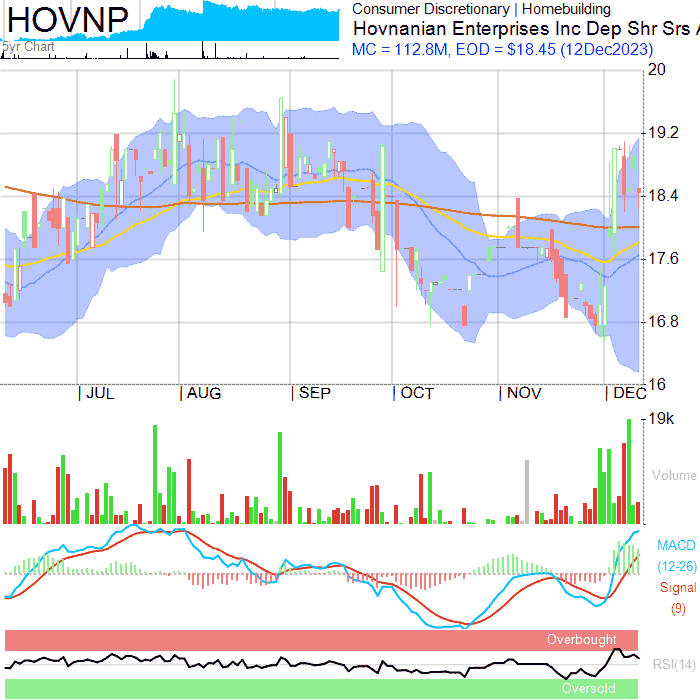 HOVNP
Consumer Discretionary | Homebuilding
Hovnanian Enterprises Inc Dep Shr Srs A
MC = 112.8M, EOD = $18.45 (12Dec2023)
5yr Chart
20
19.2
18.4
17.6
16.8
16
JUL
AUG
SEP
OCT
NOV
DEC
19k
Volume
MACD
(12-26)
Signal
(9)
Overbought
RSI(14)
Oversold